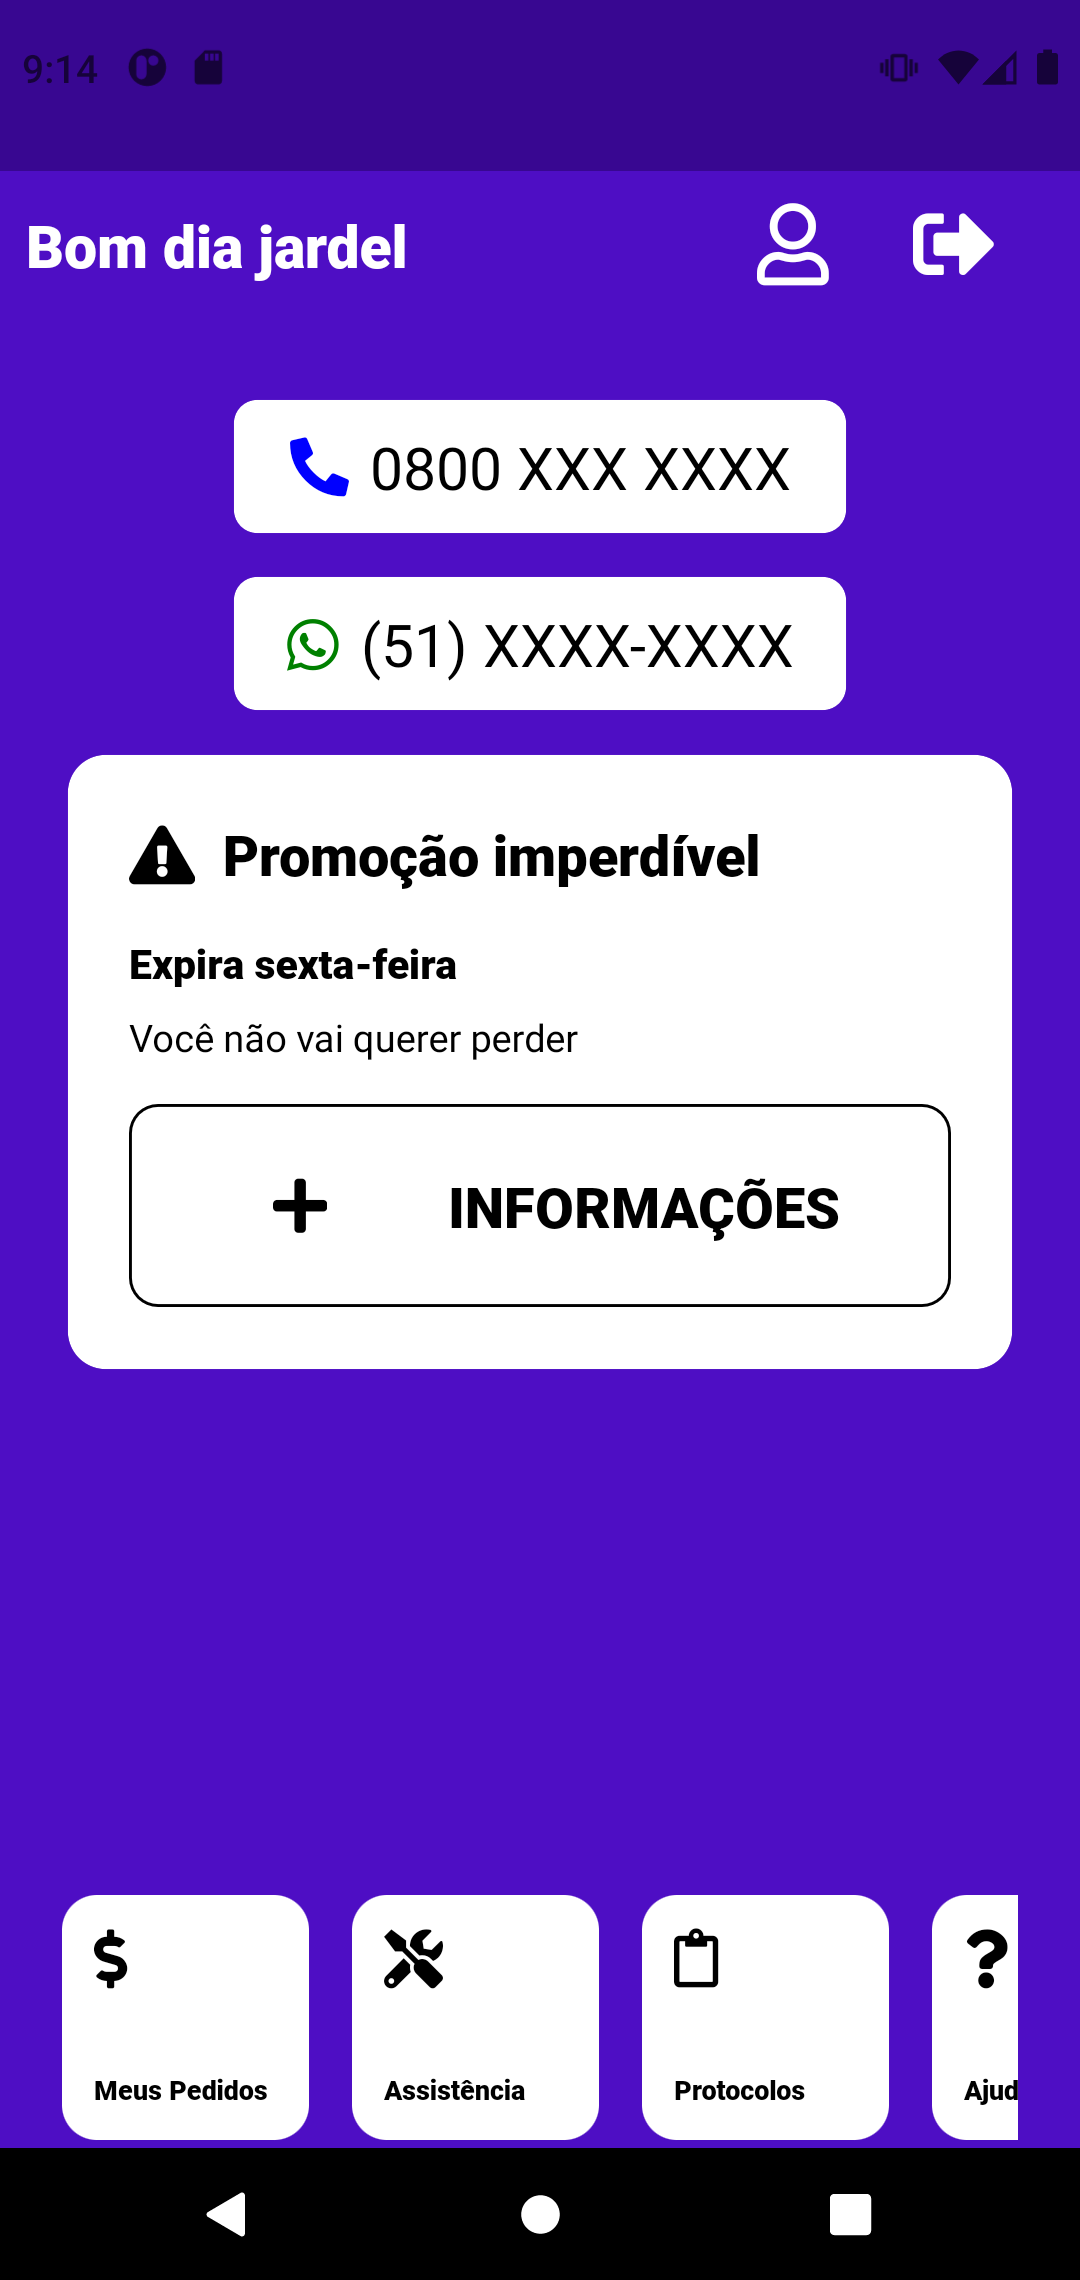 9:14
Bom dia jardel
0800 XXX XXXX
(51) XXXX-XXXX
Promoção imperdível
Expira sexta-feira
Você não vai querer perder
INFORMAÇÕES
Meus Pedidos
Assistência
Protocolos
Ajud